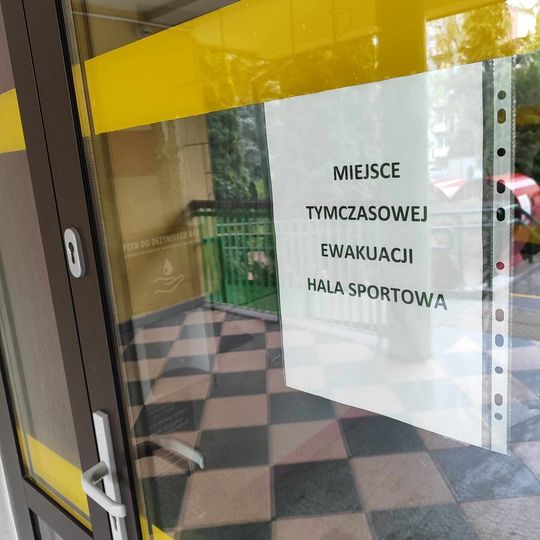 MIEJSCE
TYMCZASOWEJ
EWAKUACJI
HALA SPORTOWA